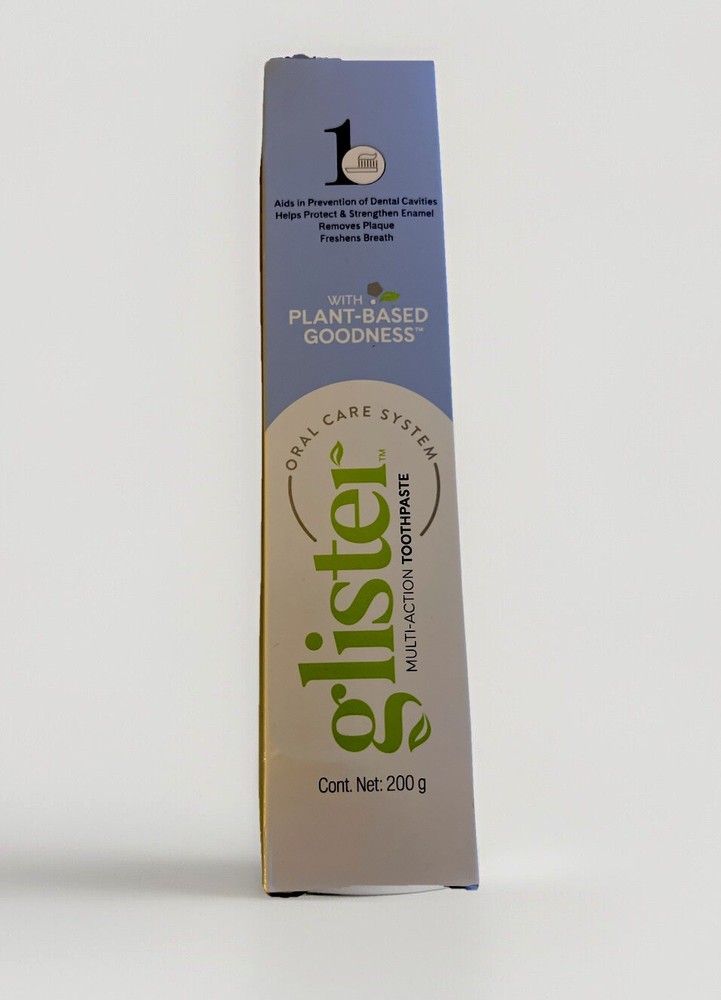 1
Aids in Prevention of Dental Cavities
Helps Protect & Strengthen Enamel
Removes Plaque
Freshens Breath
WITH
PLANT-BASED
GOODNESS™
ORAL CARE SYSTEM
glister™
MULTI-ACTION TOOTHPASTE
Cont. Net: 200 g